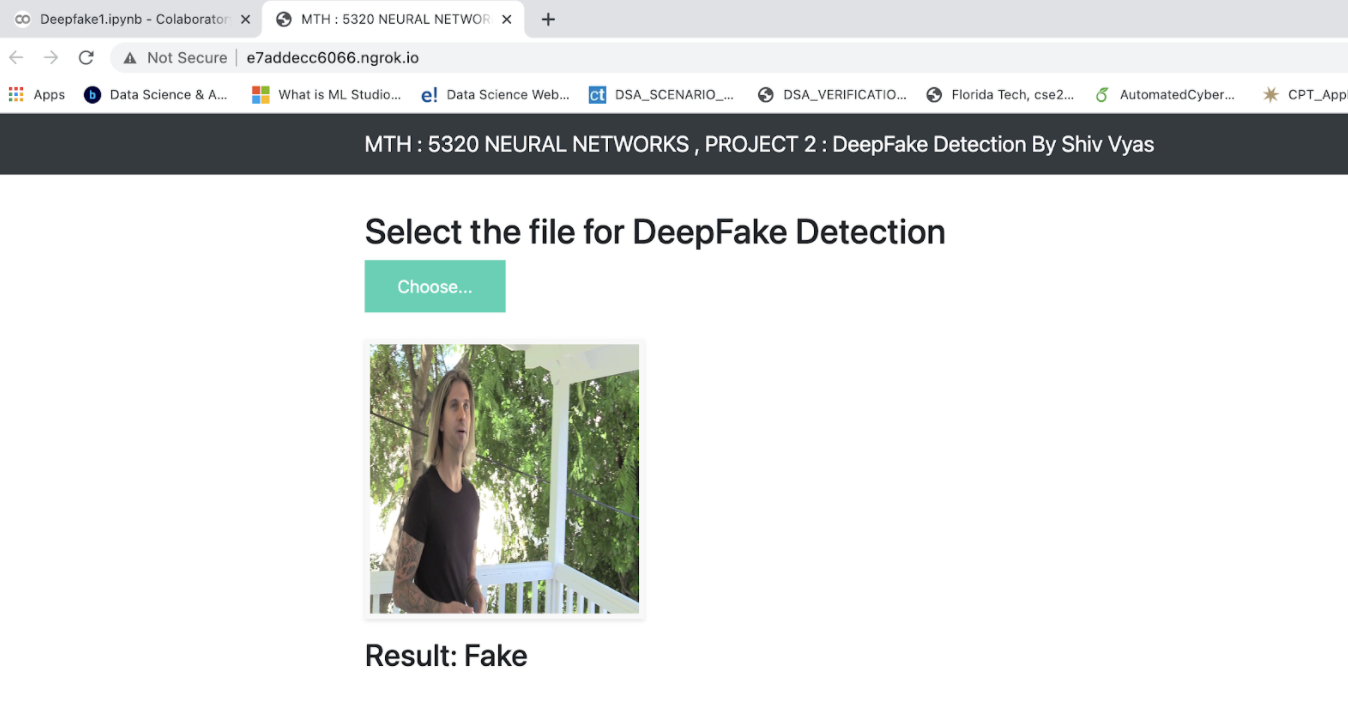 Deepfake1.ipynb - Colaborator
MTH : 5320 NEURAL NETWOR
Not Secure | e7addecc6066.ngrok.io
Apps
Data Science & A...
What is ML Studio...
e! Data Science Web...
ct DSA_SCENARIO_...
DSA_VERIFICATIO...
Florida Tech, cse2...
AutomatedCyber...
CPT_Appl
MTH : 5320 NEURAL NETWORKS , PROJECT 2 : DeepFake Detection By Shiv Vyas
Select the file for DeepFake Detection
Choose...
Result: Fake